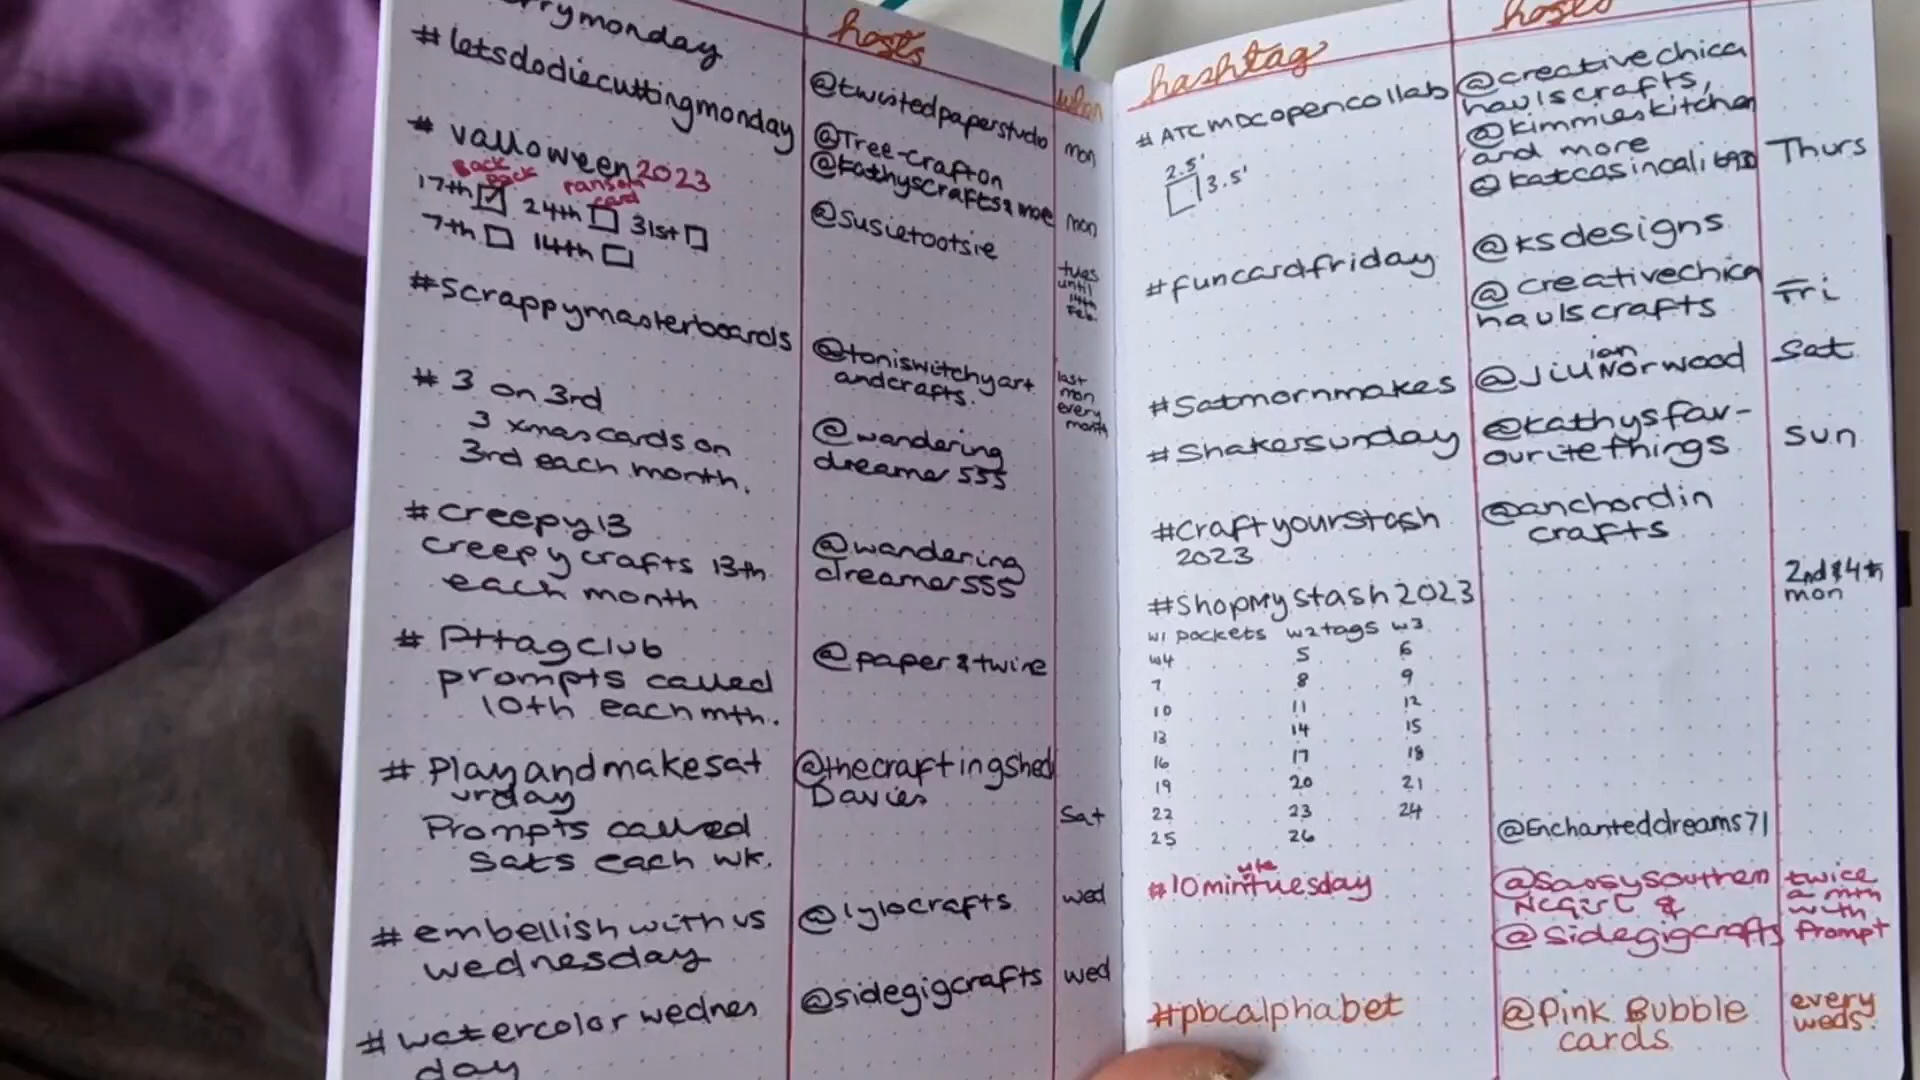 rrymonday
hosts
when
#letsdodiecuttingmonday
@twistedpaperstudio
mon
@Tree-crafton
@kathyscrafts & more
mon
#valloween 2023
Back pack
ransom card
17th 24th 31st
7th 14th
@susietootsie
tues
until
14th
Feb.
#scrappymasterboards
@toniswitchyart
andcrafts.
last
mon
every
month
#3 on 3rd
3 xmas cards on
3rd each month.
@wandering
dreamer555
#creepy13
creepy crafts 13th
each month
@wandering
dreamer555
#PTtagclub
prompts called
10th each mth.
@paper&twine
#playandmakesat
urday
Prompts called
sats each wk.
@thecraftingshed
Davies
Sat
#embellishwithus
wednesday
@lylocrafts
wed
#watercolor wednes
day
@sidegigcrafts
wed
hashtag
hosts
#ATCMDCopencollab
2.5'
3.5'
@creativechica
haulscrafts,
@kimmieskitchen
and more
@katcasincali
Thurs
#funcardfriday
@ksdesigns
@creativechica
haulscrafts
Fri
#Satmornmakes
@JillianNorwood
Sat
#Shakersunday
@kathysfav-
ouritethings
Sun
#Craftyourstash
2023
@anchordin
crafts
2nd & 4th
mon
#ShopMyStash2023
w1 pockets w2 tags w3
w4 5 6
7 8 9
10 11 12
13 14 15
16 17 18
19 20 21
22 23 24
25 26
@Enchanteddreams71
#10minuteTuesday
@Sassysouthern
NCGirl &
@sidegigcrafts
twice
a mth
with
prompt
#pbcalphabet
@Pink Bubble
cards
every
weds.